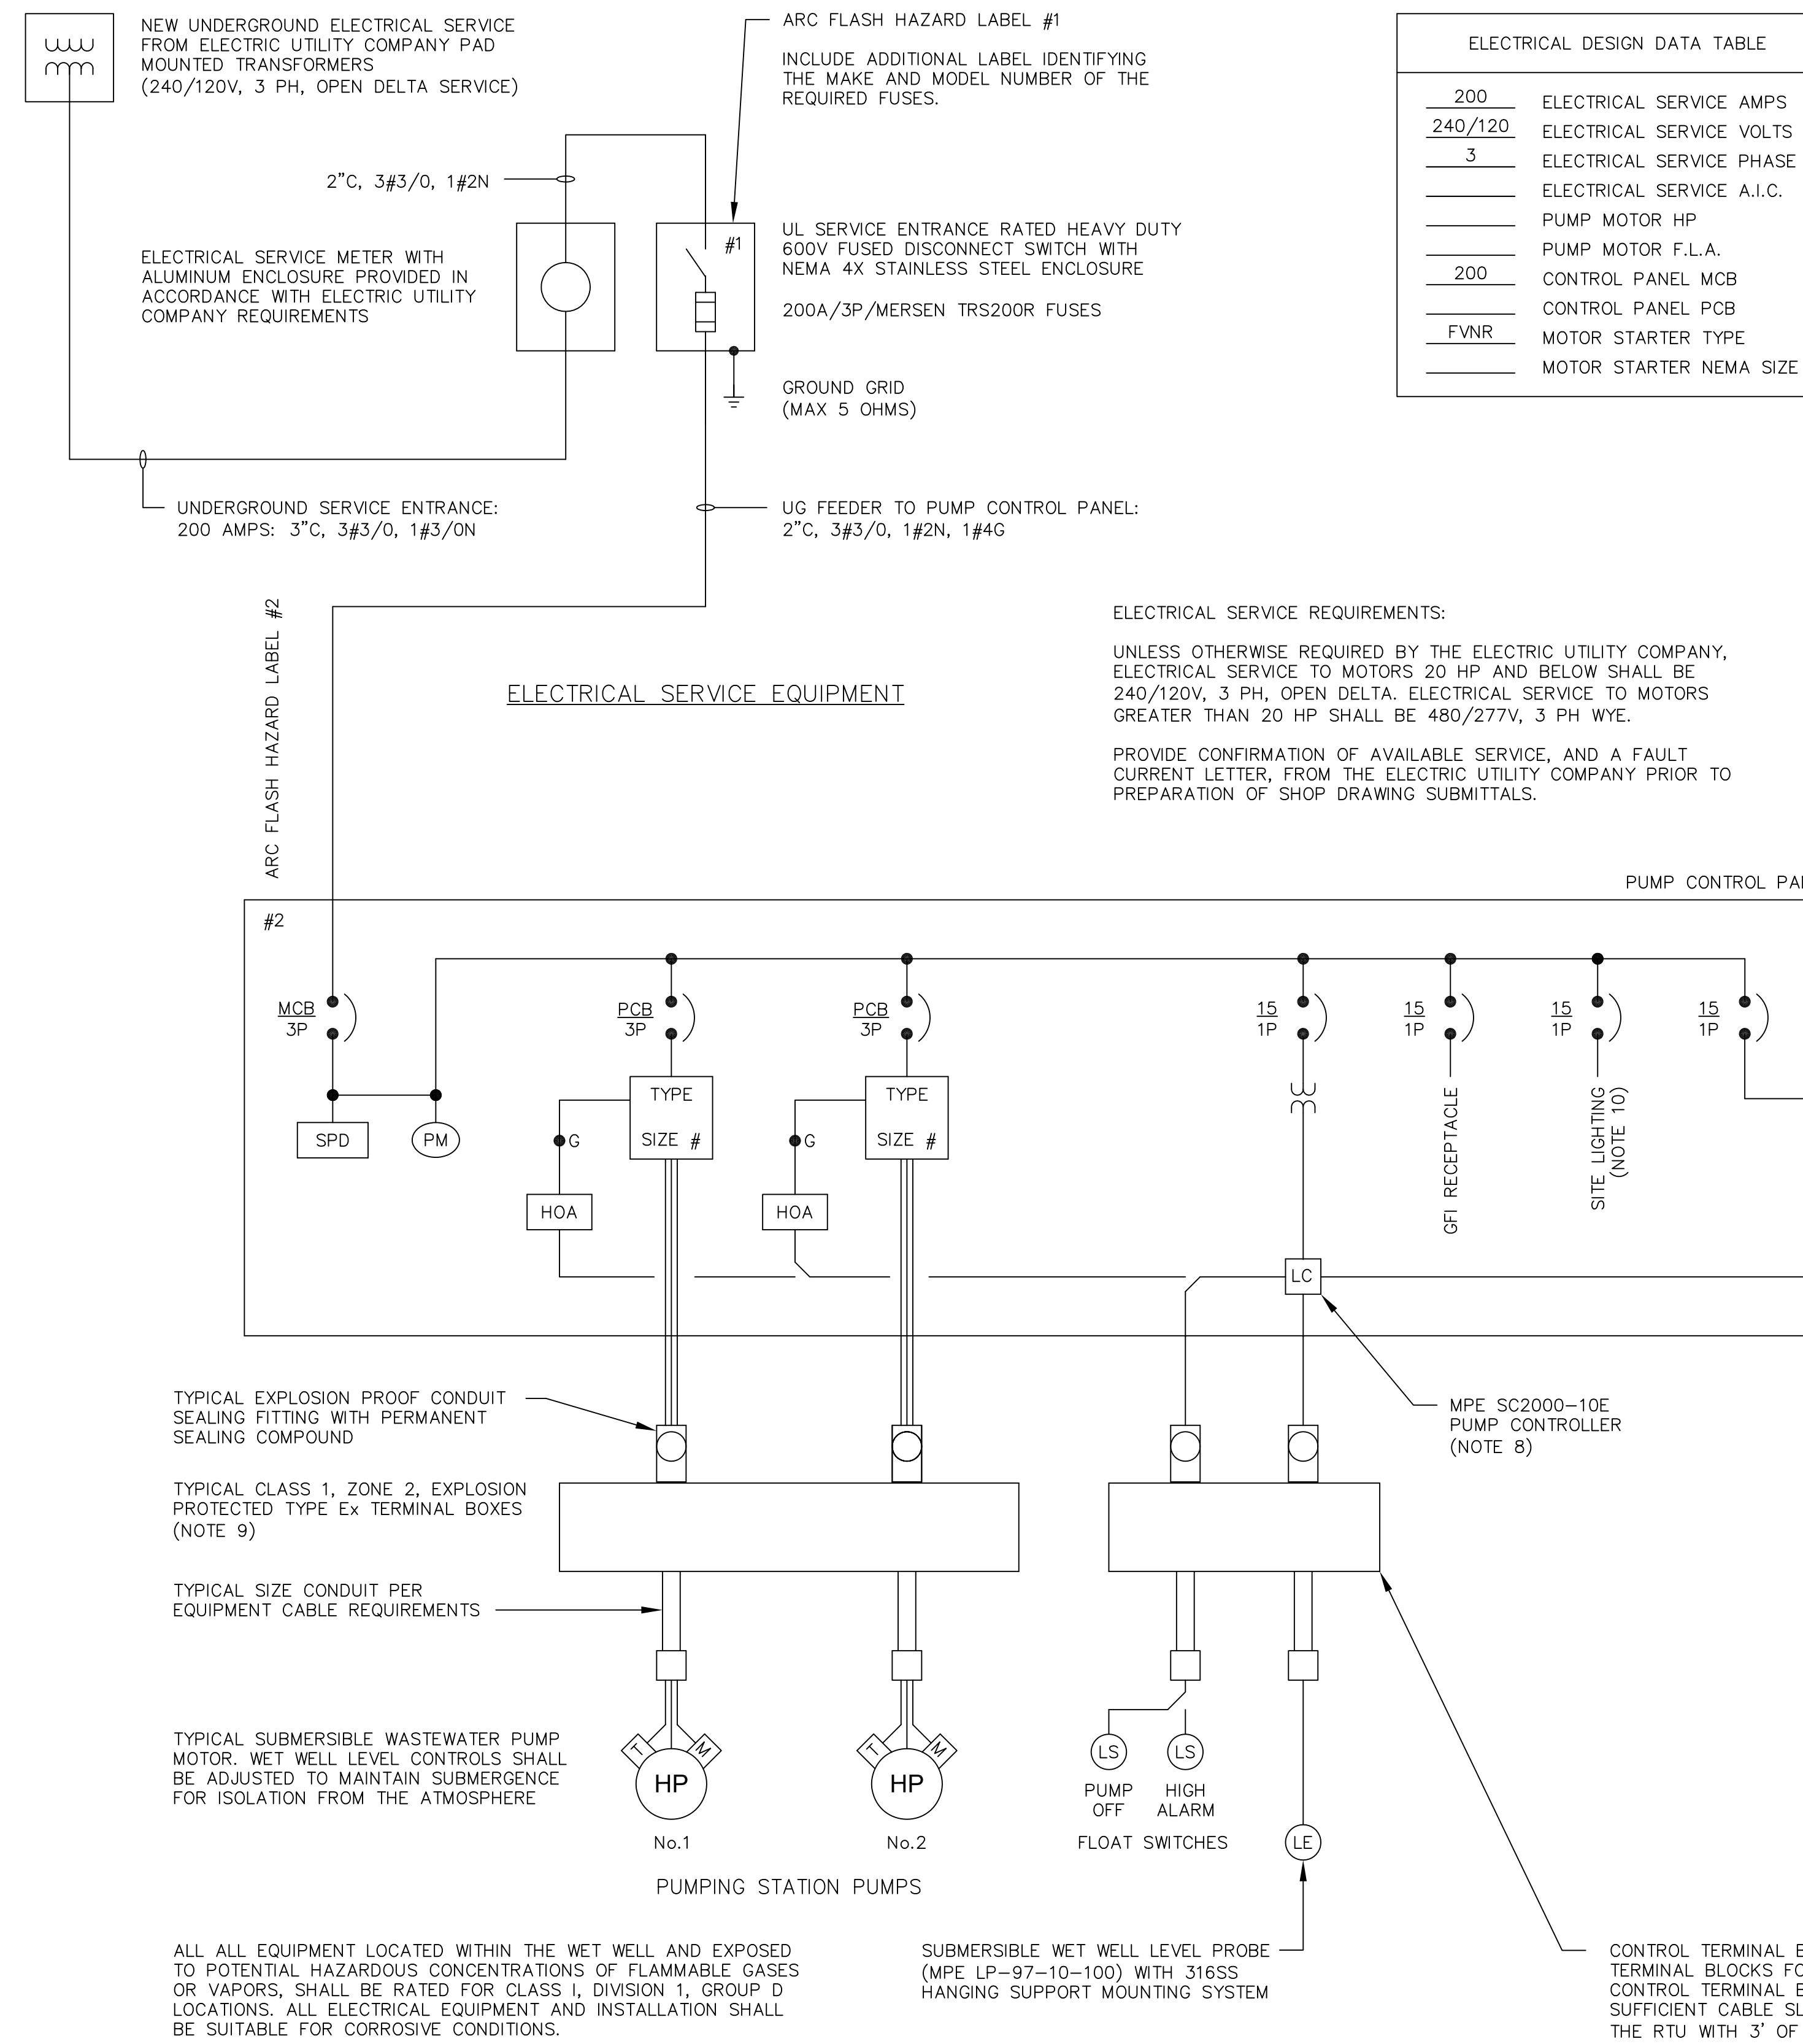 NEW UNDERGROUND ELECTRICAL SERVICE
FROM ELECTRIC UTILITY COMPANY PAD
MOUNTED TRANSFORMERS
(240/120V, 3 PH, OPEN DELTA SERVICE)
ARC FLASH HAZARD LABEL #1
INCLUDE ADDITIONAL LABEL IDENTIFYING
THE MAKE AND MODEL NUMBER OF THE
REQUIRED FUSES.
ELECTRICAL DESIGN DATA TABLE
200 ELECTRICAL SERVICE AMPS
240/120 ELECTRICAL SERVICE VOLTS
3 ELECTRICAL SERVICE PHASE
ELECTRICAL SERVICE A.I.C.
PUMP MOTOR HP
PUMP MOTOR F.L.A.
200 CONTROL PANEL MCB
CONTROL PANEL PCB
FVNR MOTOR STARTER TYPE
MOTOR STARTER NEMA SIZE
2"C, 3#3/0, 1#2N
ELECTRICAL SERVICE METER WITH
ALUMINUM ENCLOSURE PROVIDED IN
ACCORDANCE WITH ELECTRIC UTILITY
COMPANY REQUIREMENTS
#1
UL SERVICE ENTRANCE RATED HEAVY DUTY
600V FUSED DISCONNECT SWITCH WITH
NEMA 4X STAINLESS STEEL ENCLOSURE
200A/3P/MERSEN TRS200R FUSES
GROUND GRID
(MAX 5 OHMS)
UNDERGROUND SERVICE ENTRANCE:
200 AMPS: 3"C, 3#3/0, 1#3/0N
UG FEEDER TO PUMP CONTROL PANEL:
2"C, 3#3/0, 1#2N, 1#4G
ARC FLASH HAZARD LABEL #2
ELECTRICAL SERVICE EQUIPMENT
ELECTRICAL SERVICE REQUIREMENTS:
UNLESS OTHERWISE REQUIRED BY THE ELECTRIC UTILITY COMPANY,
ELECTRICAL SERVICE TO MOTORS 20 HP AND BELOW SHALL BE
240/120V, 3 PH, OPEN DELTA. ELECTRICAL SERVICE TO MOTORS
GREATER THAN 20 HP SHALL BE 480/277V, 3 PH WYE.
PROVIDE CONFIRMATION OF AVAILABLE SERVICE, AND A FAULT
CURRENT LETTER, FROM THE ELECTRIC UTILITY COMPANY PRIOR TO
PREPARATION OF SHOP DRAWING SUBMITTALS.
PUMP CONTROL
#2
MCB
3P
PCB
3P
PCB
3P
15
1P
15
1P
15
1P
15
1P
SPD
PM
TYPE
SIZE #
G
HOA
TYPE
SIZE #
G
HOA
GFI RECEPTACLE
SITE LIGHTING
(NOTE 10)
LC
TYPICAL EXPLOSION PROOF CONDUIT
SEALING FITTING WITH PERMANENT
SEALING COMPOUND
MPE SC2000-10E
PUMP CONTROLLER
(NOTE 8)
TYPICAL CLASS 1, ZONE 2, EXPLOSION
PROTECTED TYPE Ex TERMINAL BOXES
(NOTE 9)
TYPICAL SIZE CONDUIT PER
EQUIPMENT CABLE REQUIREMENTS
TYPICAL SUBMERSIBLE WASTEWATER PUMP
MOTOR. WET WELL LEVEL CONTROLS SHALL
BE ADJUSTED TO MAINTAIN SUBMERGENCE
FOR ISOLATION FROM THE ATMOSPHERE
T
M
HP
No.1
T
M
HP
No.2
PUMPING STATION PUMPS
LS
PUMP
OFF
LS
HIGH
ALARM
FLOAT SWITCHES
LE
ALL ALL EQUIPMENT LOCATED WITHIN THE WET WELL AND EXPOSED
TO POTENTIAL HAZARDOUS CONCENTRATIONS OF FLAMMABLE GASES
OR VAPORS, SHALL BE RATED FOR CLASS I, DIVISION 1, GROUP D
LOCATIONS. ALL ELECTRICAL EQUIPMENT AND INSTALLATION SHALL
BE SUITABLE FOR CORROSIVE CONDITIONS.
SUBMERSIBLE WET WELL LEVEL PROBE
(MPE LP-97-10-100) WITH 316SS
HANGING SUPPORT MOUNTING SYSTEM
CONTROL TERMINAL
TERMINAL BLOCKS
CONTROL TERMINAL
SUFFICIENT CABLE
THE RTU WITH 3' OF